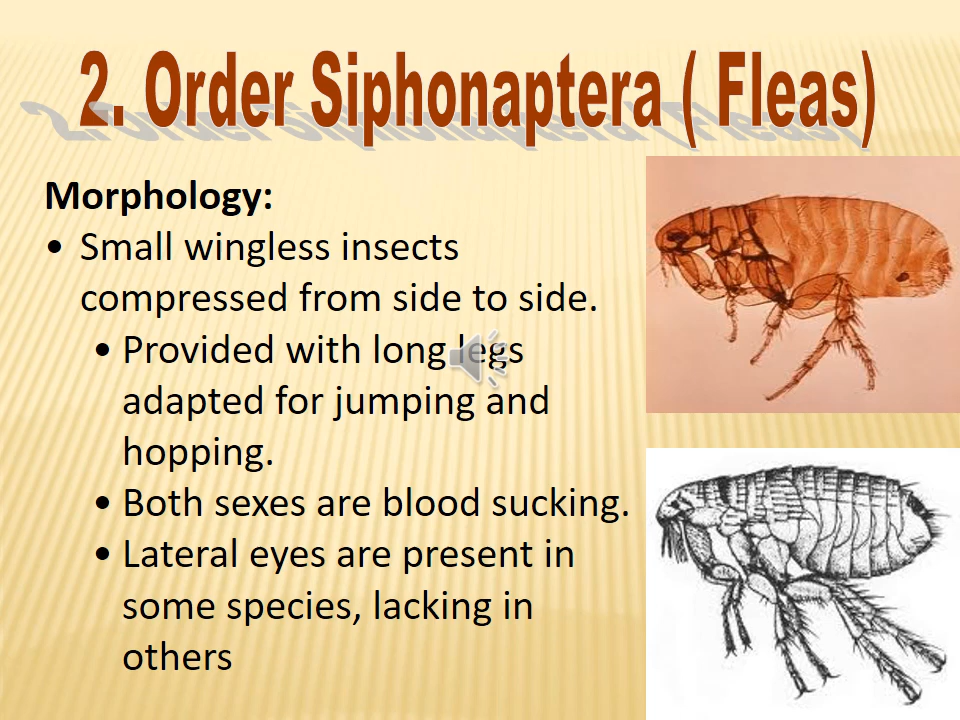 2. Order Siphonaptera ( Fleas)
Morphology:
• Small wingless insects
compressed from side to side.
• Provided with long legs
adapted for jumping and
hopping.
• Both sexes are blood sucking.
• Lateral eyes are present in
some species, lacking in
others